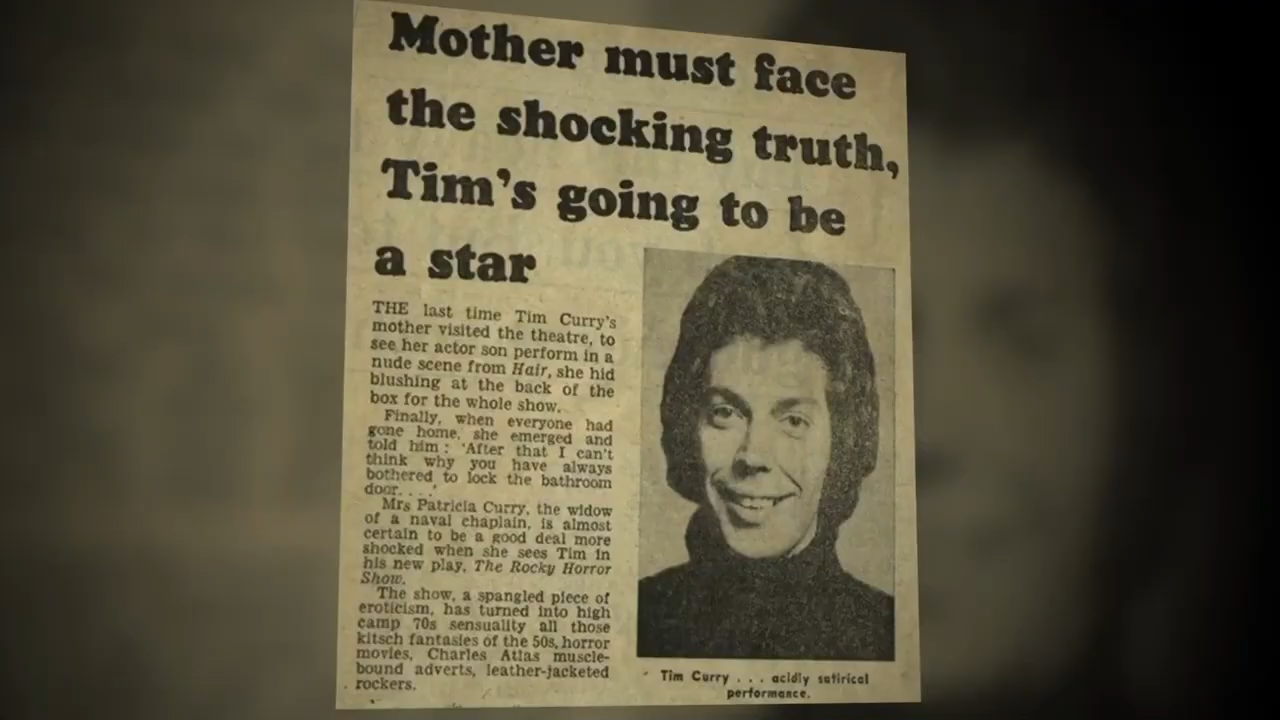 Mother must face
the shocking truth,
Tim's going to be
a star
THE last time Tim Curry's
mother visited the theatre, to
see her actor son perform in a
nude scene from Hair, she hid
blushing at the back of the
box for the whole show.
Finally, when everyone had
gone home, she emerged and
told him : 'After that I can't
think why you have always
bothered to lock the bathroom
door. . . .'
Mrs Patricia Curry, the widow
of a naval chaplain, is almost
certain to be a good deal more
shocked when she sees Tim in
his new play, The Rocky Horror
Show.
The show, a spangled piece of
eroticism, has turned into high
camp 70s sensuality all those
kitsch fantasies of the 50s, horror
movies, Charles Atlas muscle-
bound adverts, leather-jacketed
rockers.
Tim Curry . . . acidly satirical
performance.